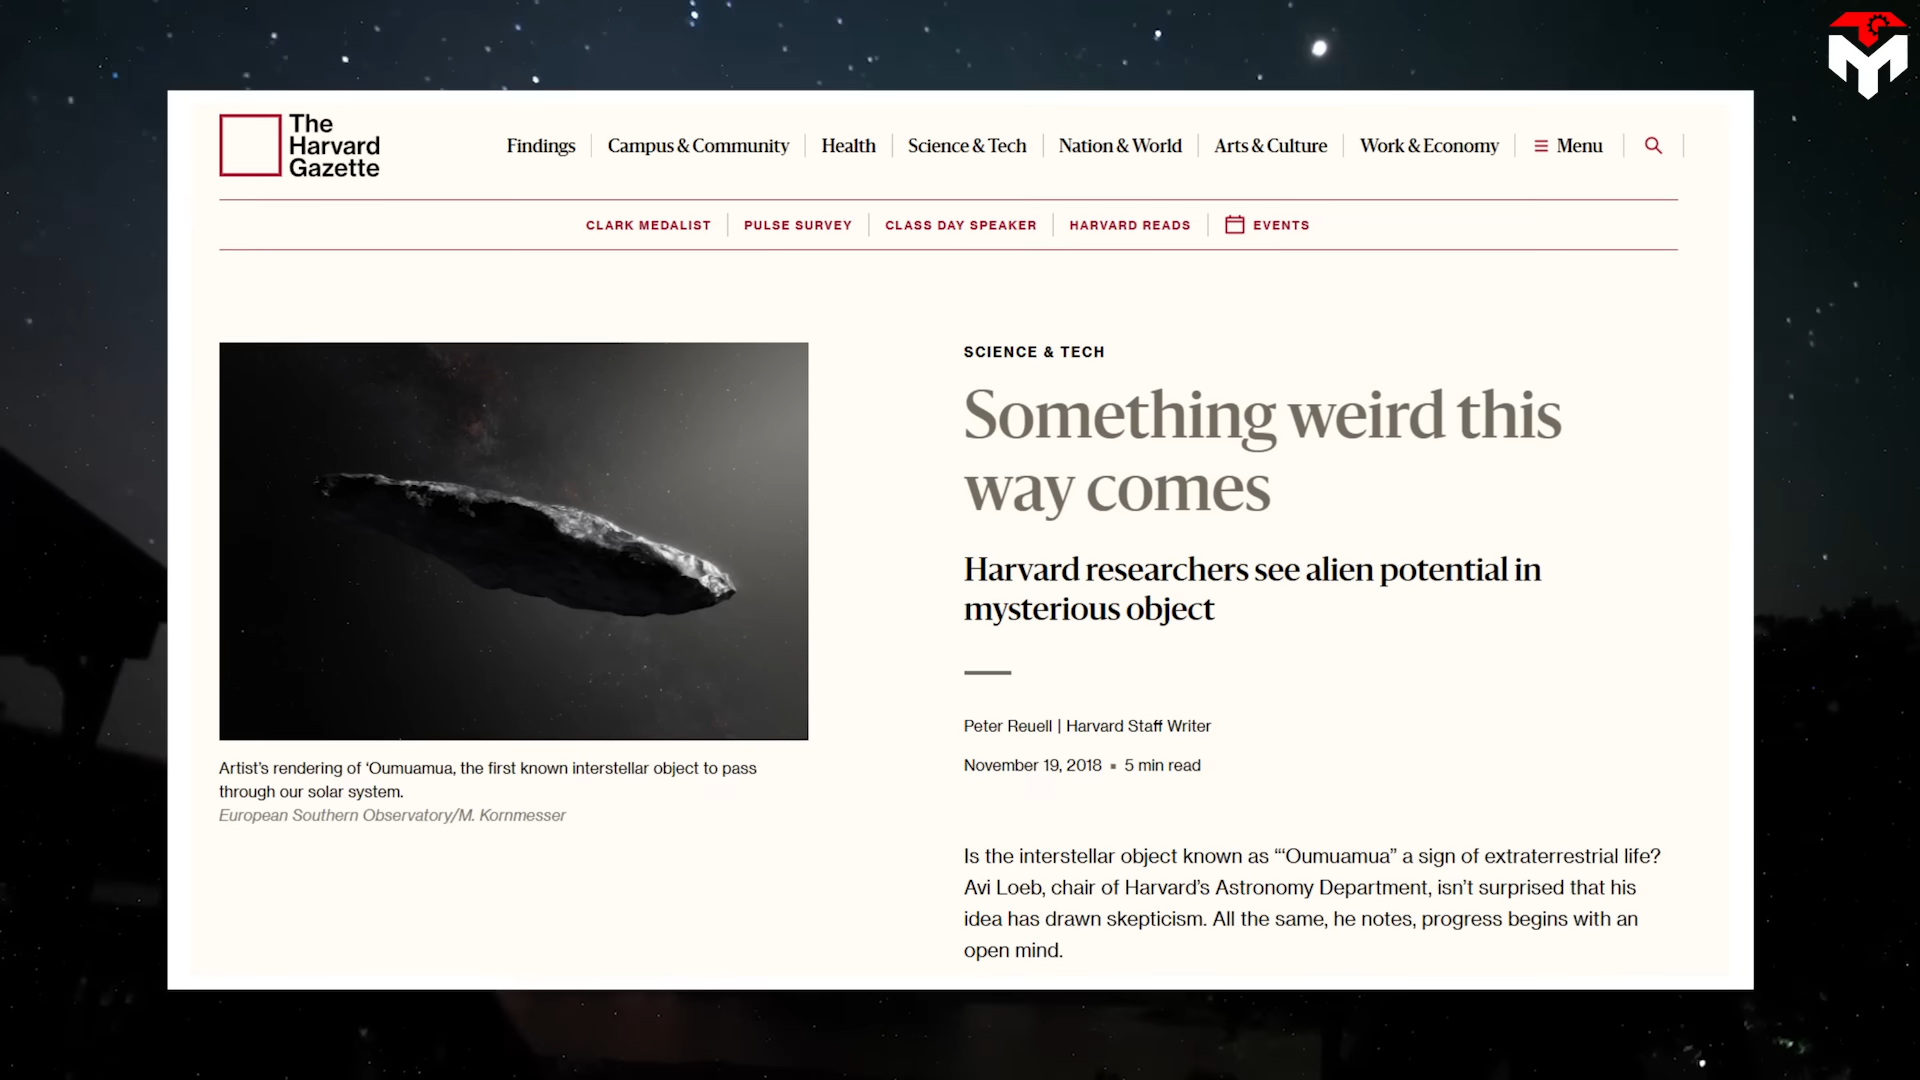 The
Harvard
Gazette
Findings
Campus & Community
Health
Science & Tech
Nation & World
Arts & Culture
Work & Economy
Menu
CLARK MEDALIST
PULSE SURVEY
CLASS DAY SPEAKER
HARVARD READS
EVENTS
Artist’s rendering of ‘Oumuamua, the first known interstellar object to pass
through our solar system.
European Southern Observatory/M. Kornmesser
SCIENCE & TECH
Something weird this
way comes
Harvard researchers see alien potential in
mysterious object
Peter Reuell | Harvard Staff Writer
November 19, 2018 ▪ 5 min read
Is the interstellar object known as “‘Oumuamua” a sign of extraterrestrial life?
Avi Loeb, chair of Harvard’s Astronomy Department, isn’t surprised that his
idea has drawn skepticism. All the same, he notes, progress begins with an
open mind.